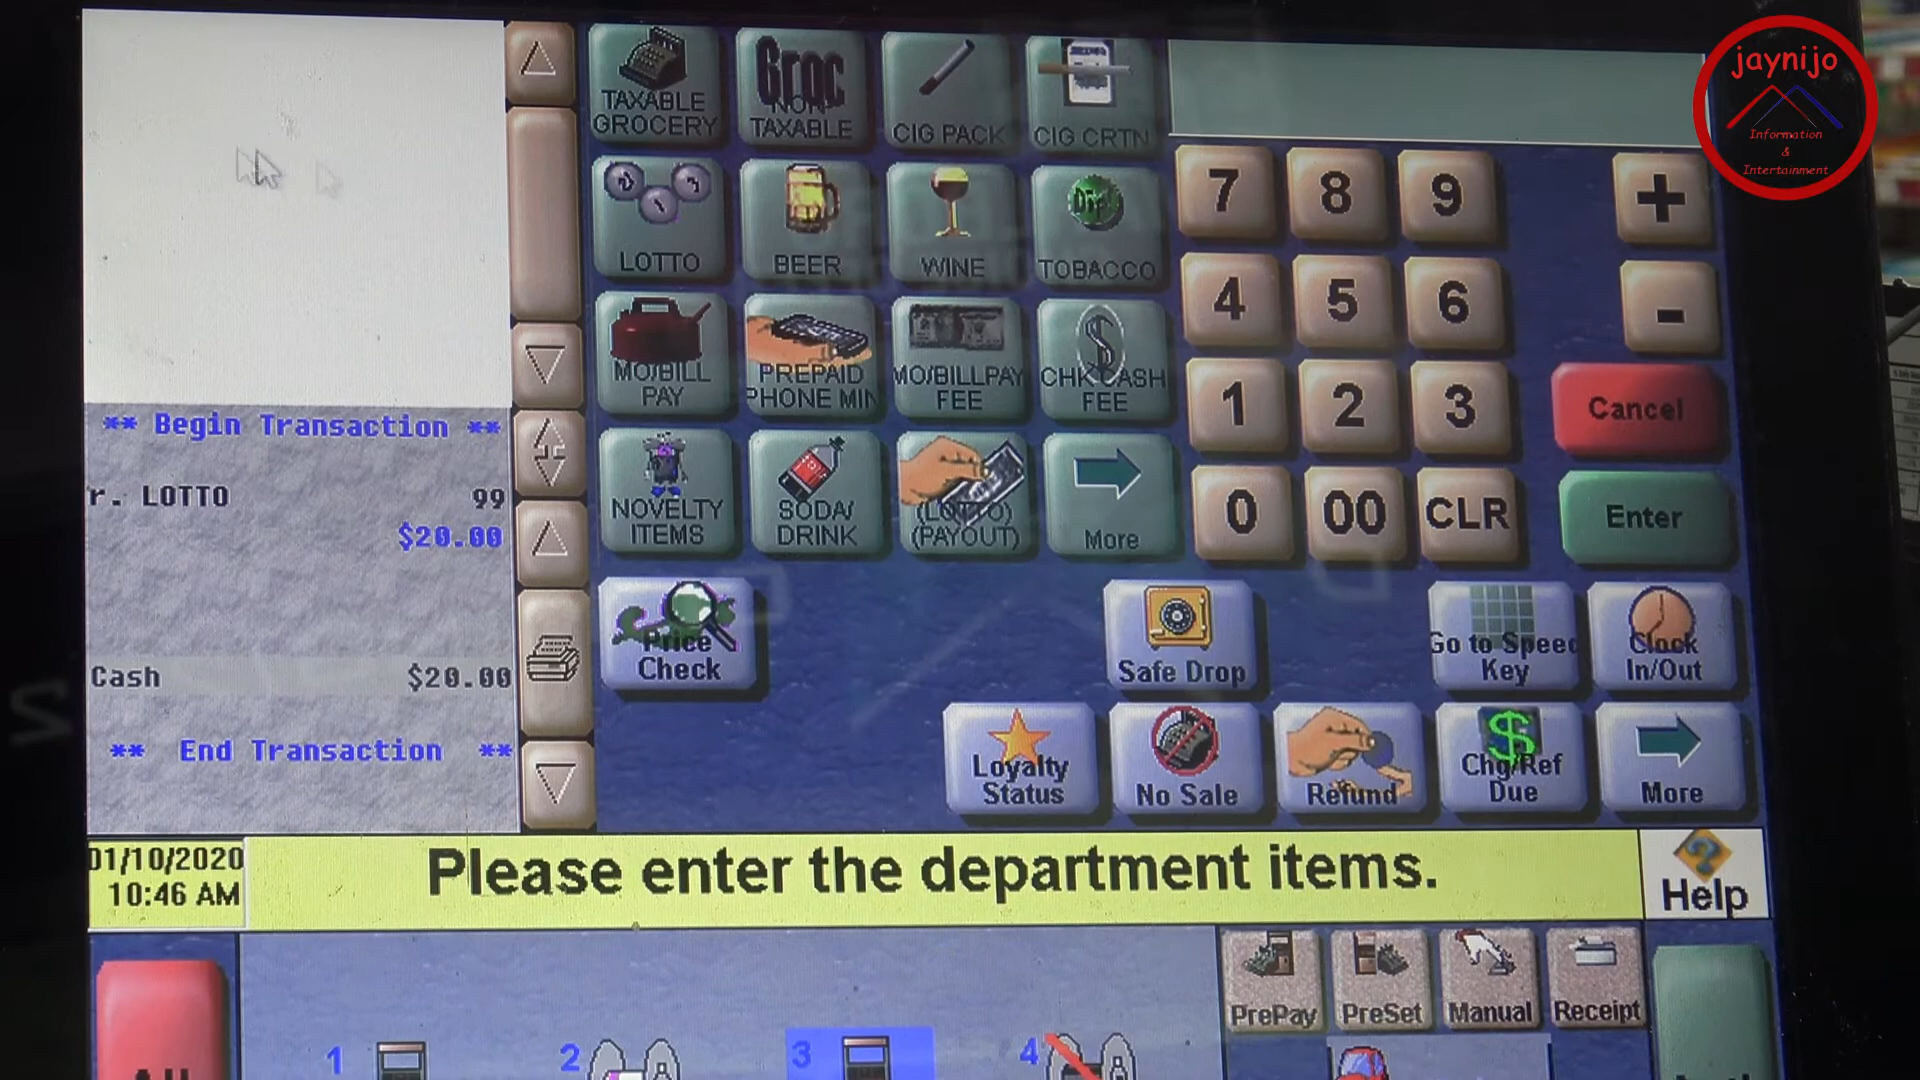 jaynijo
Information
&
Intertainment
TAXABLE
GROCERY
Groc
NON
TAXABLE
CIG PACK
CIG CRTN
LOTTO
BEER
WINE
TOBACCO
MO/BILL
PAY
PREPAID
PHONE MIN
MO/BILLPAY
FEE
CHK CASH
FEE
NOVELTY
ITEMS
SODA/
DRINK
(LOTTO)
(PAYOUT)
More
7 8 9 +
4 5 6 -
1 2 3 Cancel
0 00 CLR Enter
** Begin Transaction **
r. LOTTO 99
$20.00
Cash $20.00
** End Transaction **
Price
Check
Safe Drop
Go to Speed
Key
Clock
In/Out
Loyalty
Status
No Sale
Refund
Chg/Ref
Due
More
01/10/2020
10:46 AM
Please enter the department items.
Help
PrePay
PreSet
Manual
Receipt
1 2 3 4